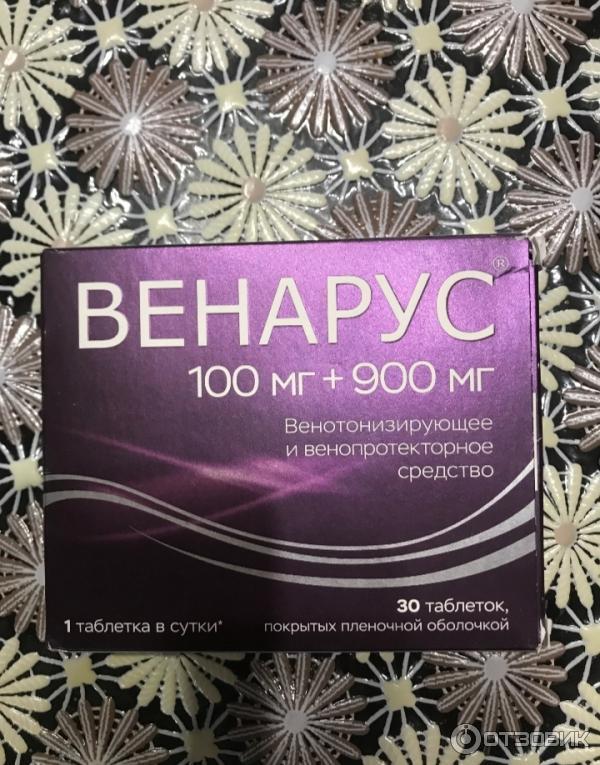 ВЕНАРУС®
100 мг + 900 мг
Венотонизирующее
и венопротекторное
средство
30 таблеток,
1 таблетка в сутки* покрытых пленочной оболочкой
ОТЗОВИК